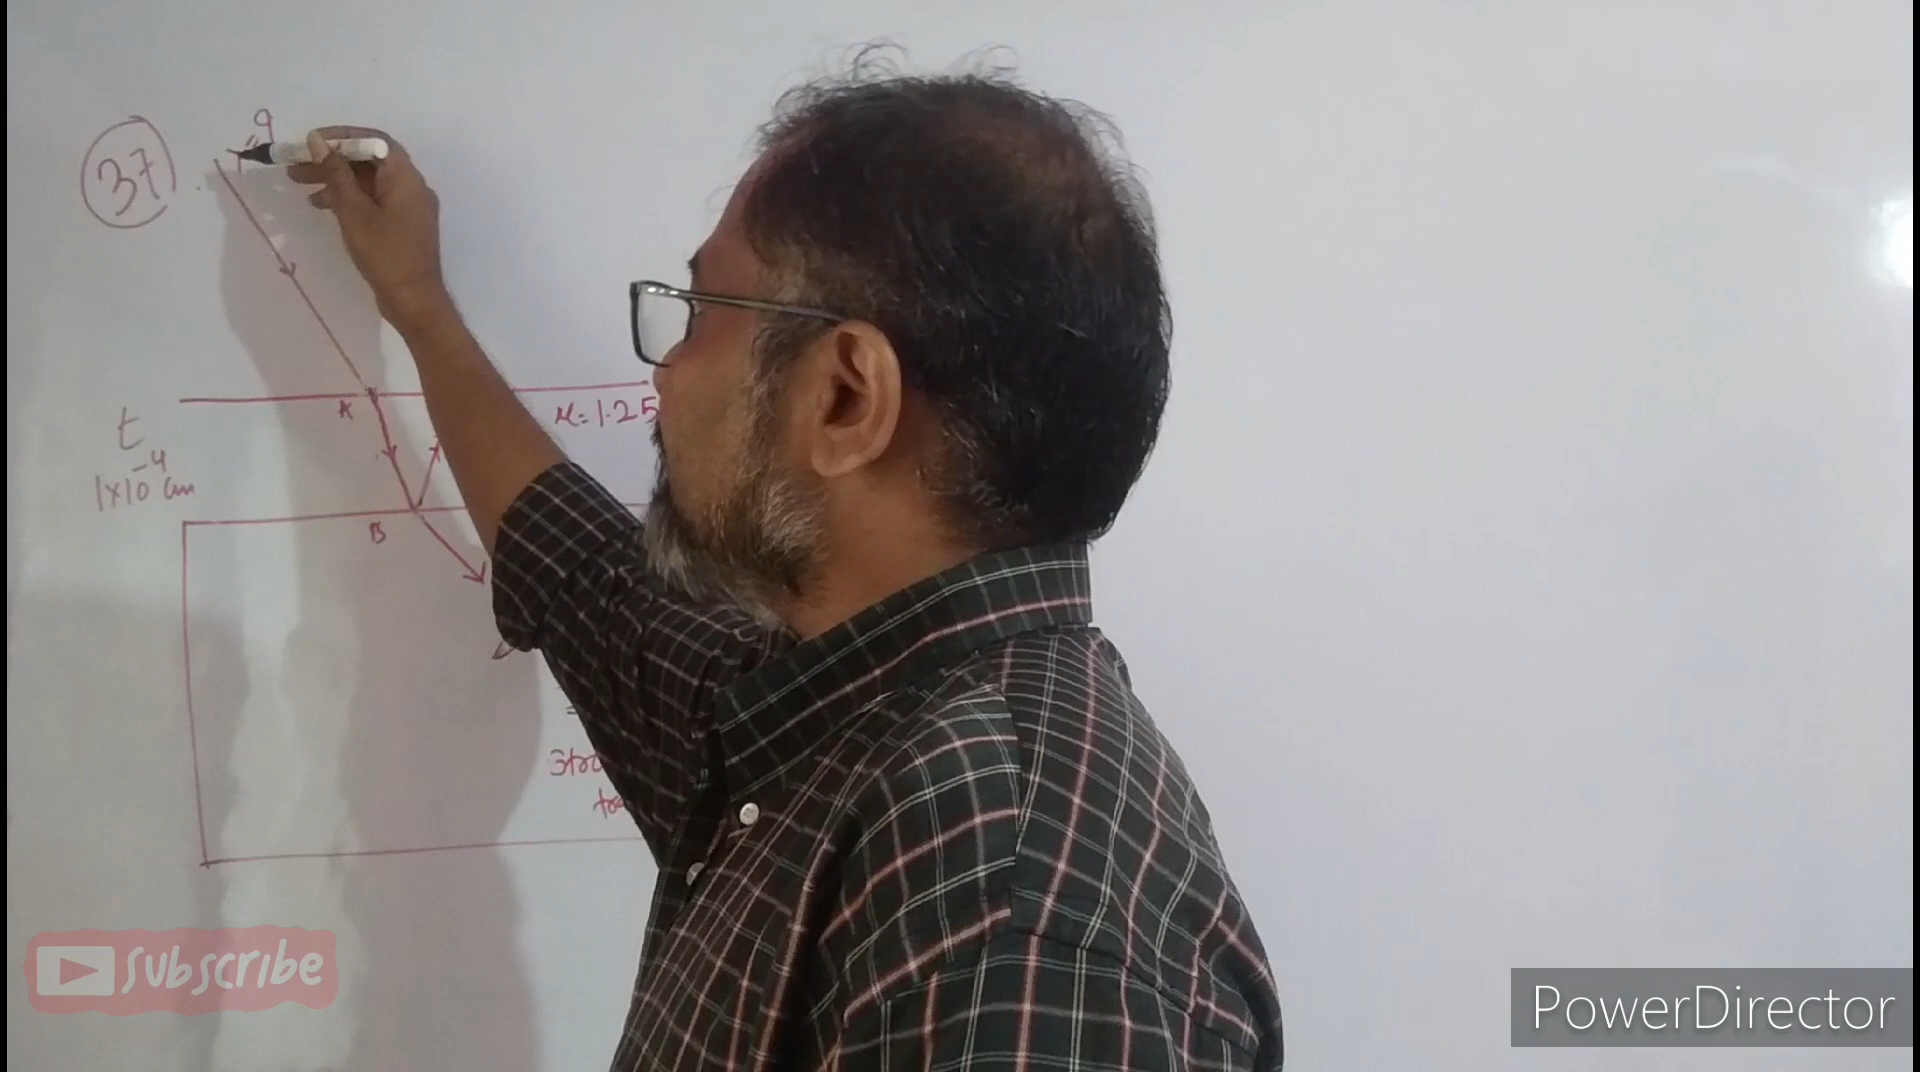 37
A
μ=1.25
t
1×10⁻⁴ cm
B
Subscribe
PowerDirector